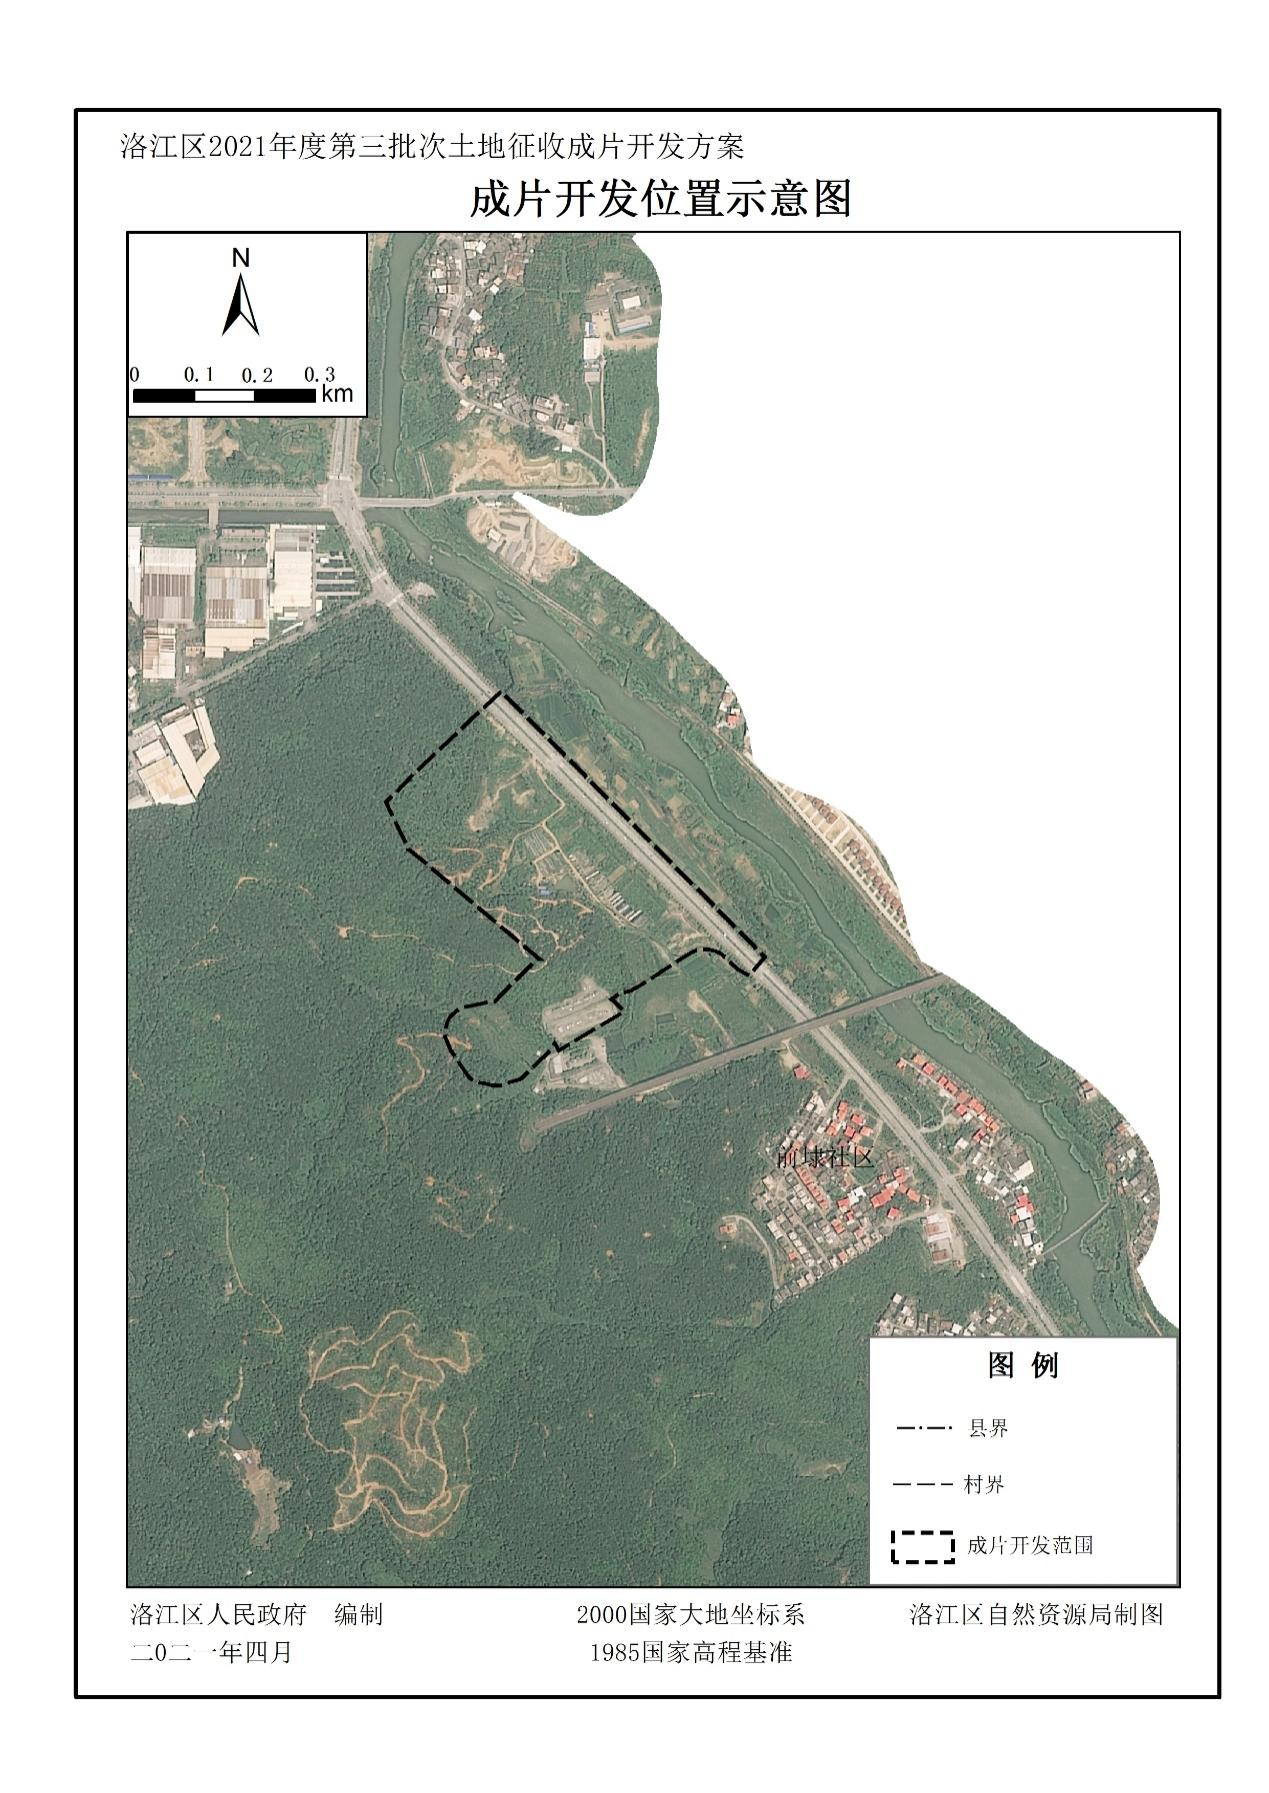 洛江区2021年度第三批次土地征收成片开发方案
成片开发位置示意图
N
0 0.1 0.2 0.3
km
前埭社区
图 例
县界
村界
成片开发范围
洛江区人民政府 编制
2000国家大地坐标系
洛江区自然资源局制图
二0二一年四月
1985国家高程基准